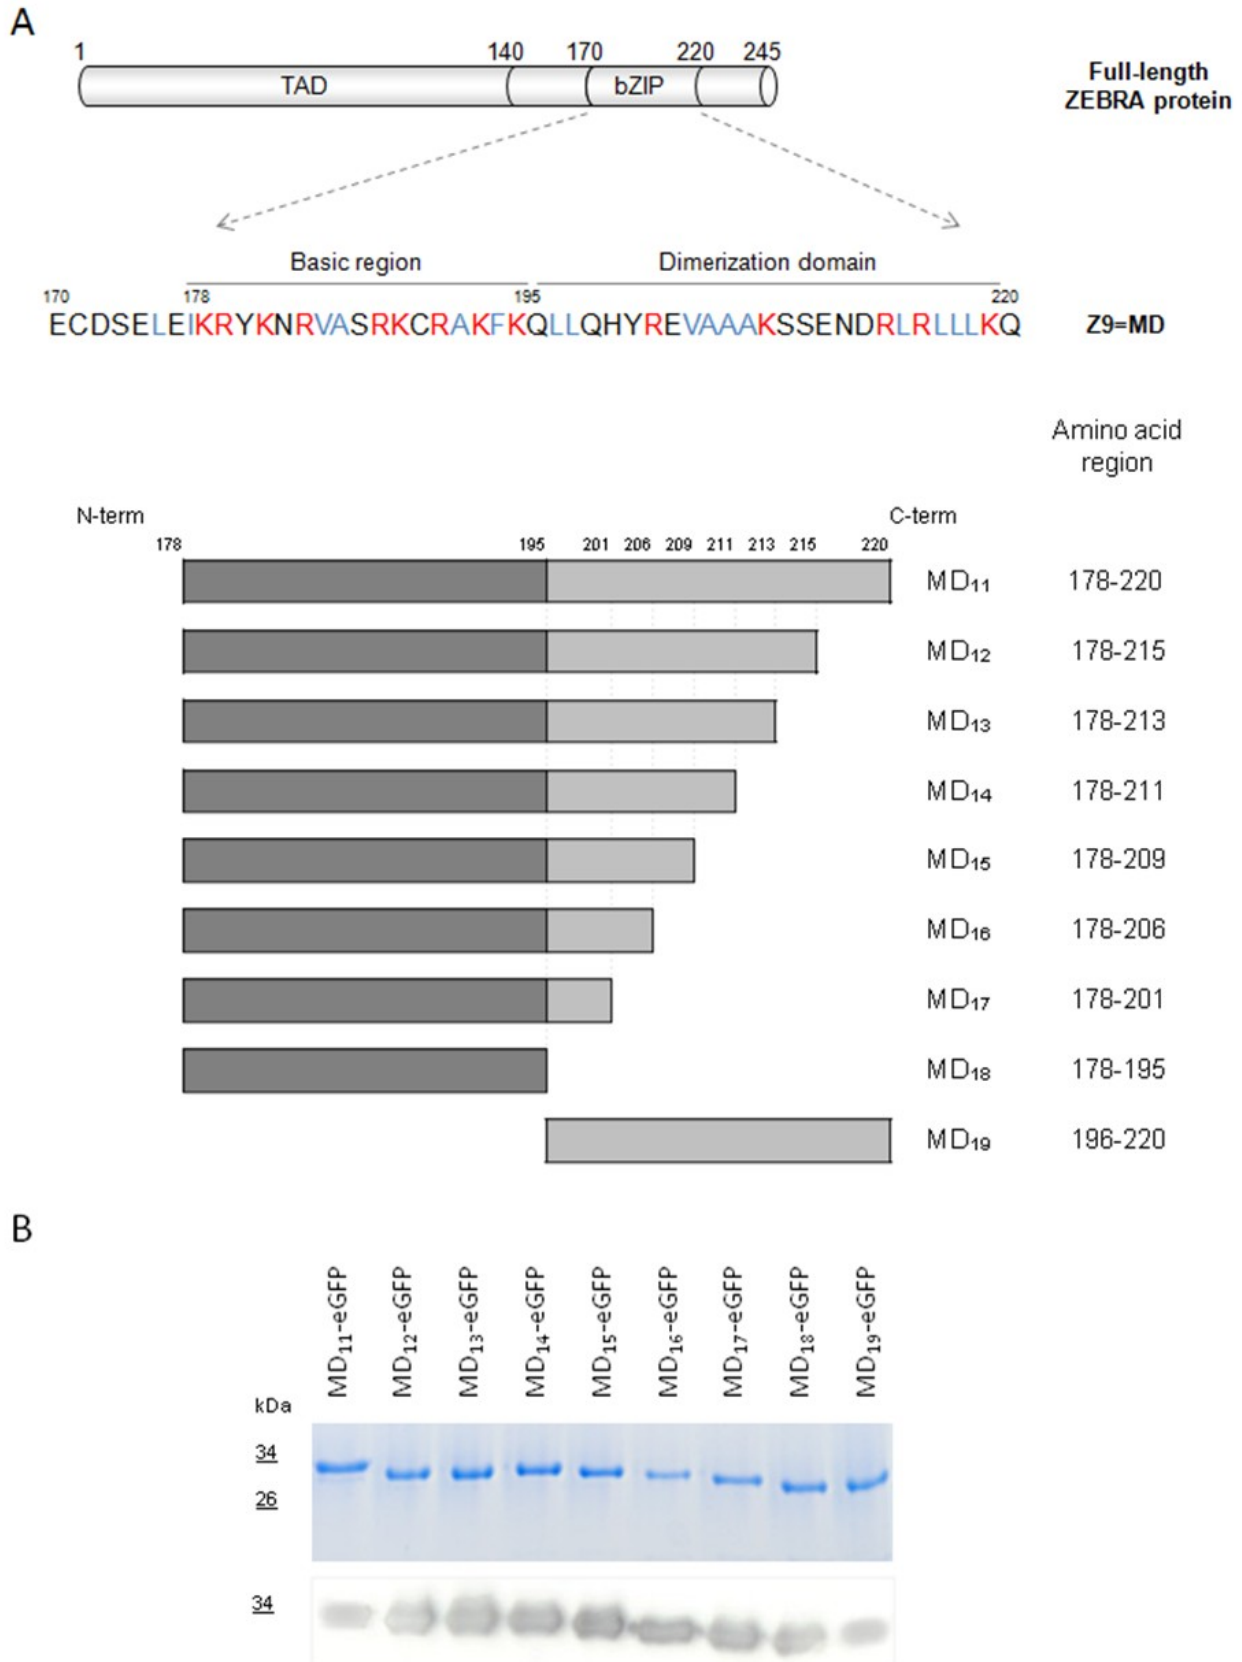 A
1 140 170 220 245
TAD bZIP
Full-length
ZEBRA protein
Basic region Dimerization domain
170 178 195 220
ECDSELEIKRYKNRVASRKCRAKFKQLLQHYREVAAAKSSENDRLRLLLKQ Z9=MD
Amino acid
region
N-term C-term
178 195 201 206 209 211 213 215 220
MD₁₁ 178-220
MD₁₂ 178-215
MD₁₃ 178-213
MD₁₄ 178-211
MD₁₅ 178-209
MD₁₆ 178-206
MD₁₇ 178-201
MD₁₈ 178-195
MD₁₉ 196-220
B
MD₁₁-eGFP
MD₁₂-eGFP
MD₁₃-eGFP
MD₁₄-eGFP
MD₁₅-eGFP
MD₁₆-eGFP
MD₁₇-eGFP
MD₁₈-eGFP
MD₁₉-eGFP
kDa
34
26
34